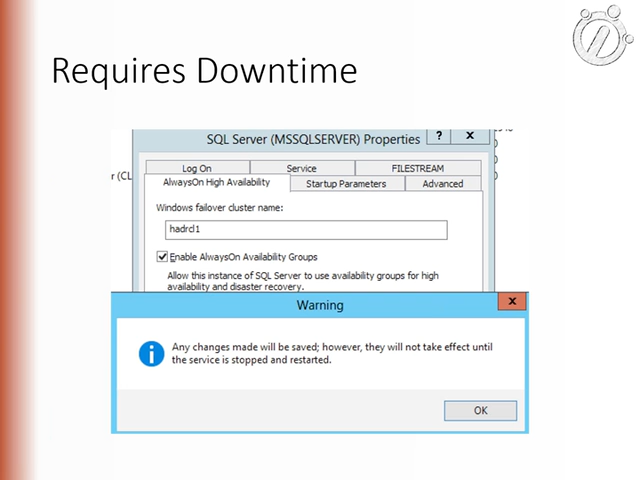 Requires Downtime
SQL Server (MSSQLSERVER) Properties
? x
Log On Service FILESTREAM
r (CL
AlwaysOn High Availability Startup Parameters Advanced
Windows failover cluster name:
hadrcl1
Enable AlwaysOn Availability Groups
Allow this instance of SQL Server to use availability groups for high
availability and disaster recovery.
Warning
x
Any changes made will be saved; however, they will not take effect until
the service is stopped and restarted.
OK